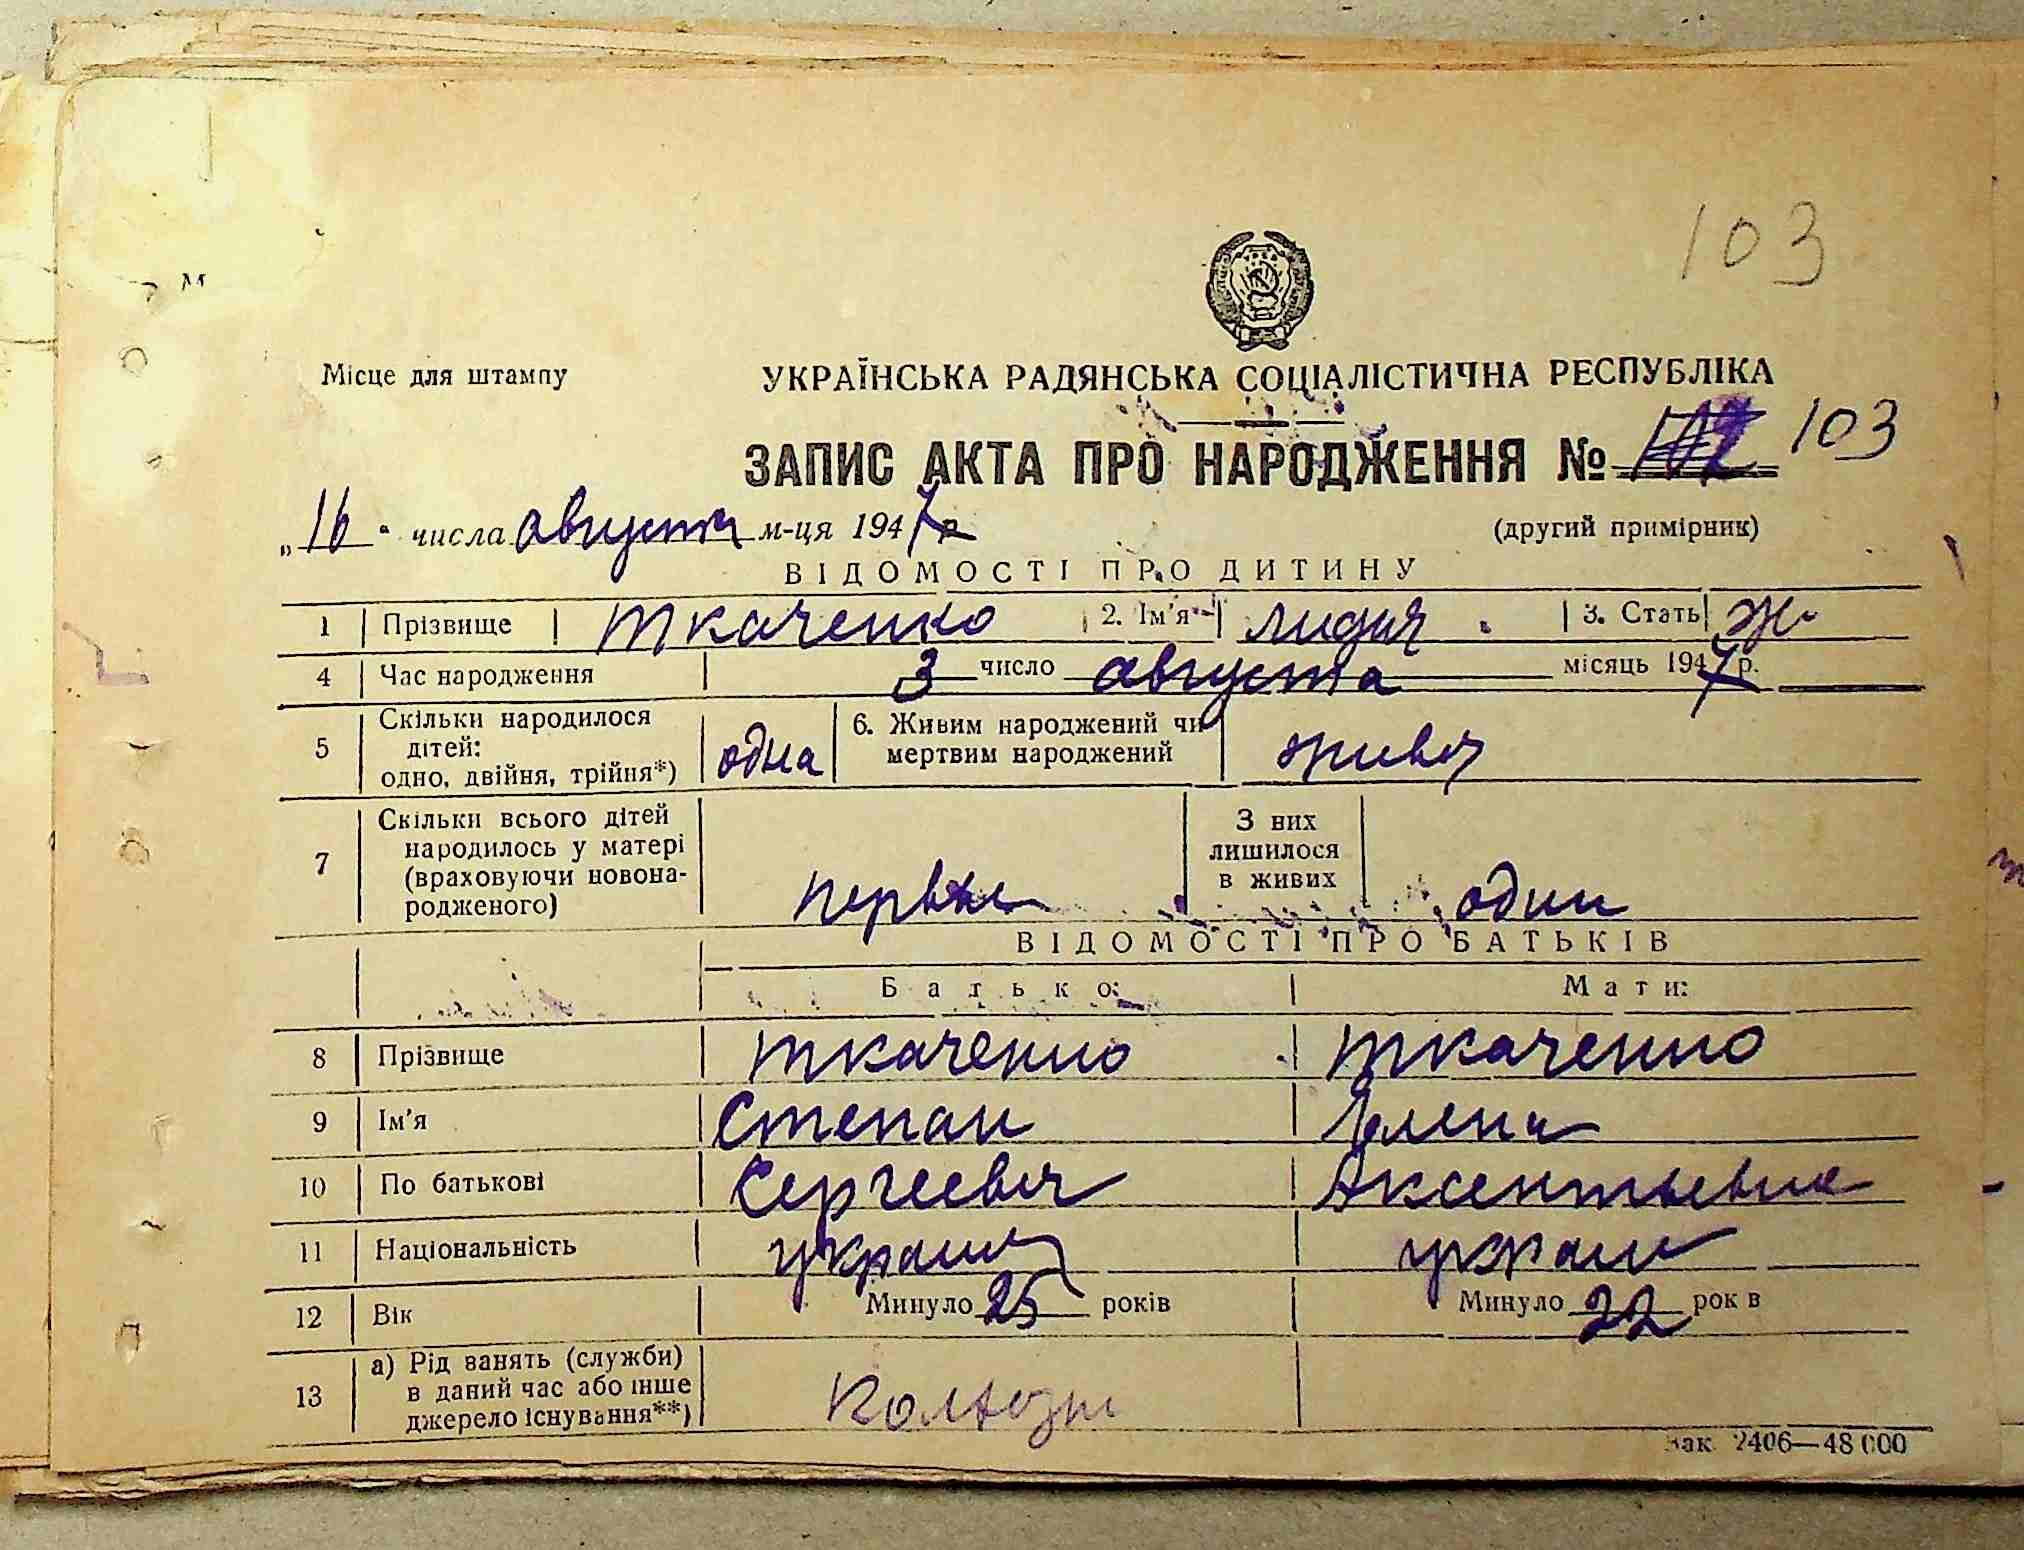 103
Місце для штампу
УКРАЇНСЬКА РАДЯНСЬКА СОЦІАЛІСТИЧНА РЕСПУБЛІКА
ЗАПИС АКТА ПРО НАРОДЖЕННЯ № 102 103
„16" числа августа м-ця 1947 р.
(другий примірник)
ВІДОМОСТІ ПРО ДИТИНУ
1 Прізвище Ткаченко 2. Ім'я Лидия 3. Стать Ж
4 Час народження 3 число августа місяць 1947 р.
5 Скільки народилося дітей: одно, двійня, трійня*) одна 6. Живим народжений чи мертвим народжений живая
7 Скільки всього дітей народилось у матері (враховуючи новонародженого) первый З них лишилося в живих один
ВІДОМОСТІ ПРО БАТЬКІВ
Батько: Мати:
8 Прізвище Ткаченко Ткаченко
9 Ім'я Степан Елена
10 По батькові Сергеевич Аксентьевна
11 Національність украин украин
12 Вік Минуло 25 років Минуло 22 рок в
13 а) Рід занять (служби) в даний час або інше джерело існування**) Колхозн
Зак 2406—48 000